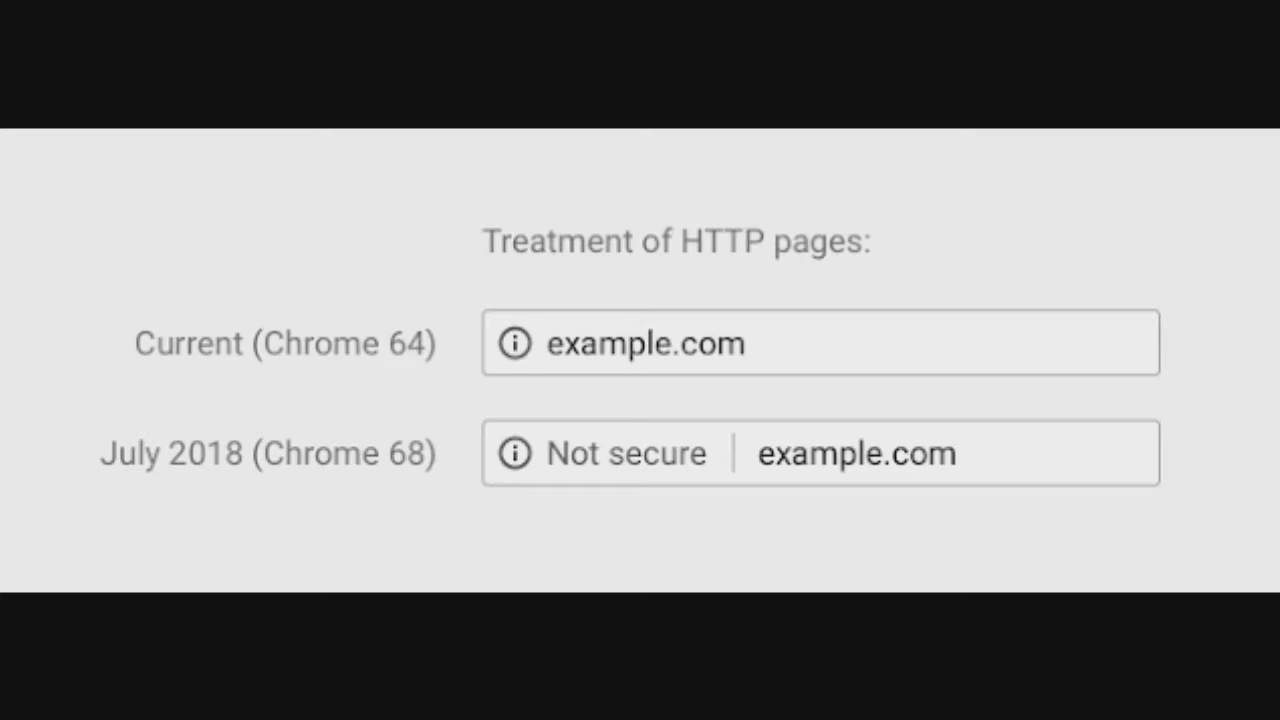 Treatment of HTTP pages:
Current (Chrome 64)
example.com
July 2018 (Chrome 68)
Not secure | example.com